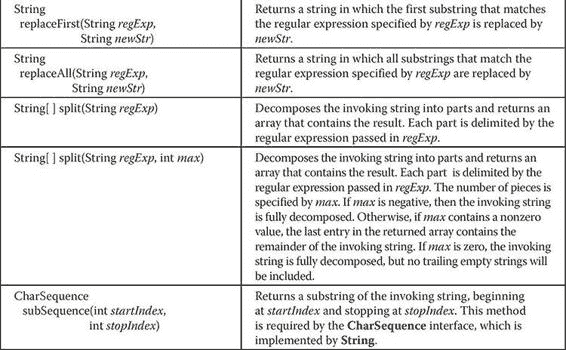 String
replaceFirst(String regExp,
String newStr)
Returns a string in which the first substring that matches
the regular expression specified by regExp is replaced by
newStr.
String
replaceAll(String regExp,
String newStr)
Returns a string in which all substrings that match the
regular expression specified by regExp are replaced by
newStr.
String[ ] split(String regExp)
Decomposes the invoking string into parts and returns an
array that contains the result. Each part is delimited by the
regular expression passed in regExp.
String[ ] split(String regExp, int max)
Decomposes the invoking string into parts and returns an
array that contains the result. Each part is delimited by the
regular expression passed in regExp. The number of pieces is
specified by max. If max is negative, then the invoking string
is fully decomposed. Otherwise, if max contains a nonzero
value, the last entry in the returned array contains the
remainder of the invoking string. If max is zero, the invoking
string is fully decomposed, but no trailing empty strings will
be included.
CharSequence
subSequence(int startIndex,
int stopIndex)
Returns a substring of the invoking string, beginning
at startIndex and stopping at stopIndex. This method
is required by the CharSequence interface, which is
implemented by String.